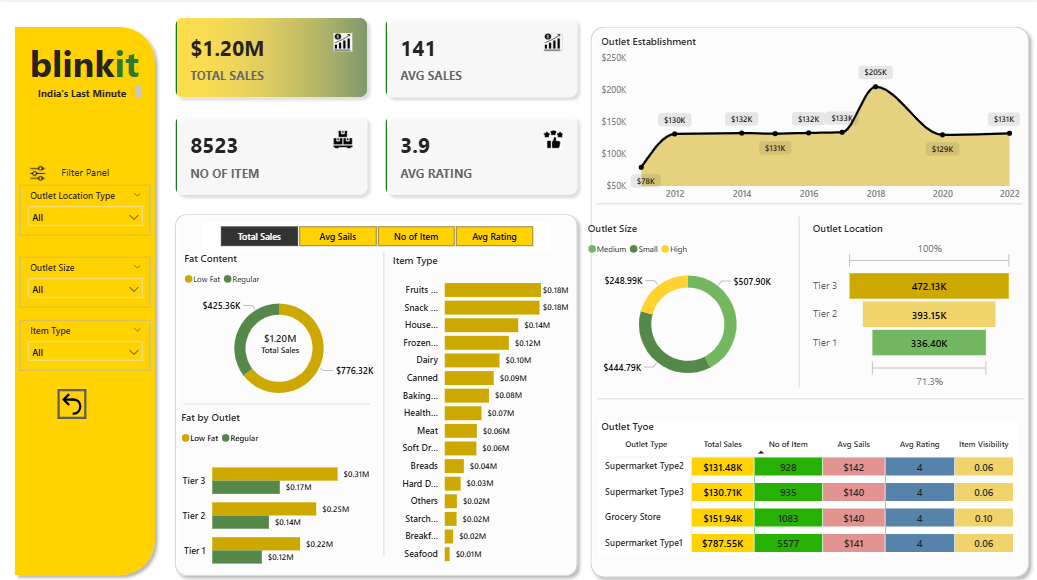 blinkit
India's Last Minute
Filter Panel
Outlet Location Type
All
Outlet Size
All
Item Type
All
$1.20M
TOTAL SALES
141
AVG SALES
8523
NO OF ITEM
3.9
AVG RATING
Total Sales Avg Sails No of Item Avg Rating
Fat Content
Low Fat Regular
$425.36K
$1.20M
Total Sales
$776.32K
Fat by Outlet
Low Fat Regular
Tier 3 $0.31M
$0.17M
Tier 2 $0.25M
$0.14M
Tier 1 $0.22M
$0.12M
Item Type
Fruits ... $0.18M
Snack ... $0.18M
House... $0.14M
Frozen... $0.12M
Dairy $0.10M
Canned $0.09M
Baking... $0.08M
Health... $0.07M
Meat $0.06M
Soft Dr... $0.06M
Breads $0.04M
Hard D... $0.03M
Others $0.02M
Starch... $0.02M
Breakf... $0.02M
Seafood $0.01M
Outlet Establishment
$250K
$200K
$150K
$100K
$50K
$78K $130K $132K $131K $132K $133K $205K $129K $131K
2012 2014 2016 2018 2020 2022
Outlet Size
Medium Small High
$248.99K
$507.90K
$444.79K
Outlet Location
100%
Tier 3 472.13K
Tier 2 393.15K
Tier 1 336.40K
71.3%
Outlet Tyoe
Outlet Type Total Sales No of Item Avg Sails Avg Rating Item Visibility
Supermarket Type2 $131.48K 928 $142 4 0.06
Supermarket Type3 $130.71K 935 $140 4 0.06
Grocery Store $151.94K 1083 $140 4 0.10
Supermarket Type1 $787.55K 5577 $141 4 0.06